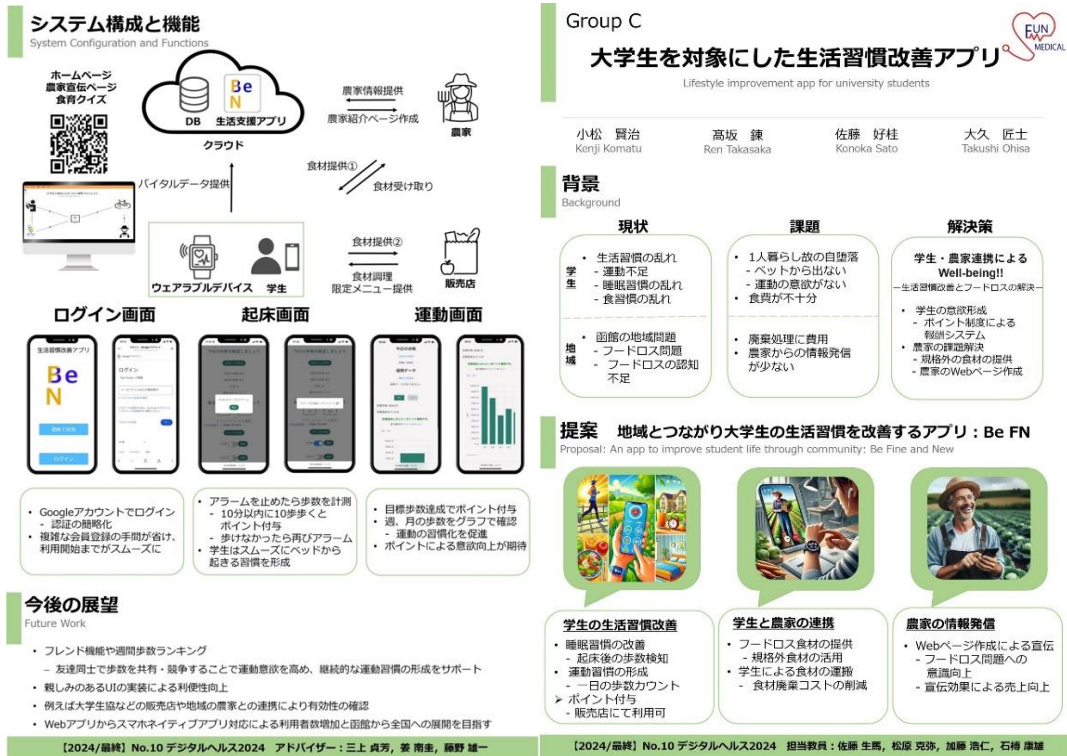 システム構成と機能
System Configuration and Functions
ホームページ
農家宣伝ページ
食育クイズ
Be
N
DB
生活支援アプリ
クラウド
農家情報提供
農家紹介ページ作成
農家
食材提供①
食材受け取り
バイタルデータ提供
ウェアラブルデバイス
学生
食材提供②
食材調理
限定メニュー提供
販売店
ログイン画面
起床画面
運動画面
生活習慣改善アプリ
Be
N
初めての方
ログイン
ログイン
今日の歩数
週間データ
• Googleアカウントでログイン
- 認証の簡略化
• 複雑な会員登録の手間が省け、
利用開始までがスムーズに
• アラームを止めたら歩数を計測
- 10分以内に10歩歩くと
ポイント付与
- 歩けなかったら再びアラーム
• 学生はスムーズにベッドから
起きる習慣を形成
• 目標歩数達成でポイント付与
• 週、月の歩数をグラフで確認
- 運動の習慣化を促進
• ポイントによる意欲向上が期待
今後の展望
Future Work
• フレンド機能や週間歩数ランキング
– 友達同士で歩数を共有・競争することで運動意欲を高め、継続的な運動習慣の形成をサポート
• 親しみのあるUIの実装による利便性向上
• 例えば大学生協などの販売店や地域の農家との連携により有効性の確認
• Webアプリからスマホネイティブアプリ対応による利用者数増加と函館から全国への展開を目指す
【2024/最終】No.10 デジタルヘルス2024 アドバイザー：三上 貞芳，姜 南圭，藤野 雄一
Group C
FUN
MEDICAL
大学生を対象にした生活習慣改善アプリ
Lifestyle improvement app for university students
小松 賢治
Kenji Komatu
髙坂 錬
Ren Takasaka
佐藤 好桂
Konoka Sato
大久 匠士
Takushi Ohisa
背景
Background
現状
課題
解決策
学生
• 生活習慣の乱れ
- 運動不足
- 睡眠習慣の乱れ
- 食習慣の乱れ
• 1人暮らし故の自堕落
- ベットから出ない
- 運動の意欲がない
• 食費が不十分
地域
• 函館の地域問題
- フードロス問題
- フードロスの認知
不足
• 廃棄処理に費用
• 農家からの情報発信
が少ない
学生・農家連携による
Well-being!!
ー生活習慣改善とフードロスの解決ー
• 学生の意欲形成
- ポイント制度による
報酬システム
• 農家の課題解決
- 規格外の食材の提供
- 農家のWebページ作成
提案 地域とつながり大学生の生活習慣を改善するアプリ：Be FN
Proposal: An app to improve student life through community: Be Fine and New
学生の生活習慣改善
• 睡眠習慣の改善
- 起床後の歩数検知
• 運動習慣の形成
- 一日の歩数カウント
➢ ポイント付与
- 販売店にて利用可
学生と農家の連携
• フードロス食材の提供
- 規格外食材の活用
• 学生による食材の運搬
- 食材廃棄コストの削減
農家の情報発信
• Webページ作成による宣伝
- フードロス問題への
意識向上
- 宣伝効果による売上向上
【2024/最終】No.10 デジタルヘルス2024 担当教員：佐藤 生馬，松原 克弥，加藤 浩仁，石榑 康雄